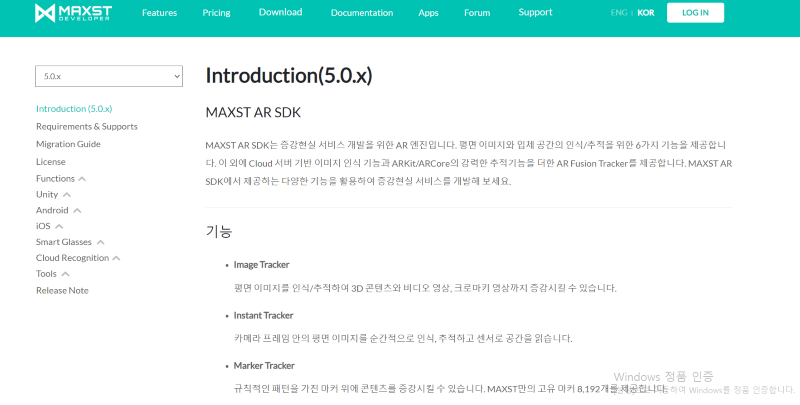 MAXST
DEVELOPER
Features
Pricing
Download
Documentation
Apps
Forum
Support
ENG | KOR
LOG IN
5.0.x
Introduction (5.0.x)
Requirements & Supports
Migration Guide
License
Functions
Unity
Android
iOS
Smart Glasses
Cloud Recognition
Tools
Release Note
Introduction(5.0.x)
MAXST AR SDK
MAXST AR SDK는 증강현실 서비스 개발을 위한 AR 엔진입니다. 평면 이미지와 입체 공간의 인식/추적을 위한 6가지 기능을 제공합니
다. 이 외에 Cloud 서버 기반 이미지 인식 기능과 ARKit/ARCore의 강력한 추적기능을 더한 AR Fusion Tracker를 제공합니다. MAXST AR
SDK에서 제공하는 다양한 기능을 활용하여 증강현실 서비스를 개발해 보세요.
기능
• Image Tracker
평면 이미지를 인식/추적하여 3D 콘텐츠와 비디오 영상, 크로마키 영상까지 증강시킬 수 있습니다.
• Instant Tracker
카메라 프레임 안의 평면 이미지를 순간적으로 인식, 추적하고 센서로 공간을 읽습니다.
• Marker Tracker
규칙적인 패턴을 가진 마커 위에 콘텐츠를 증강시킬 수 있습니다. MAXST만의 고유 마커 8,192개를 제공합니다.
Windows 정품 인증
이동하여 Windows를 정품 인증합니다.